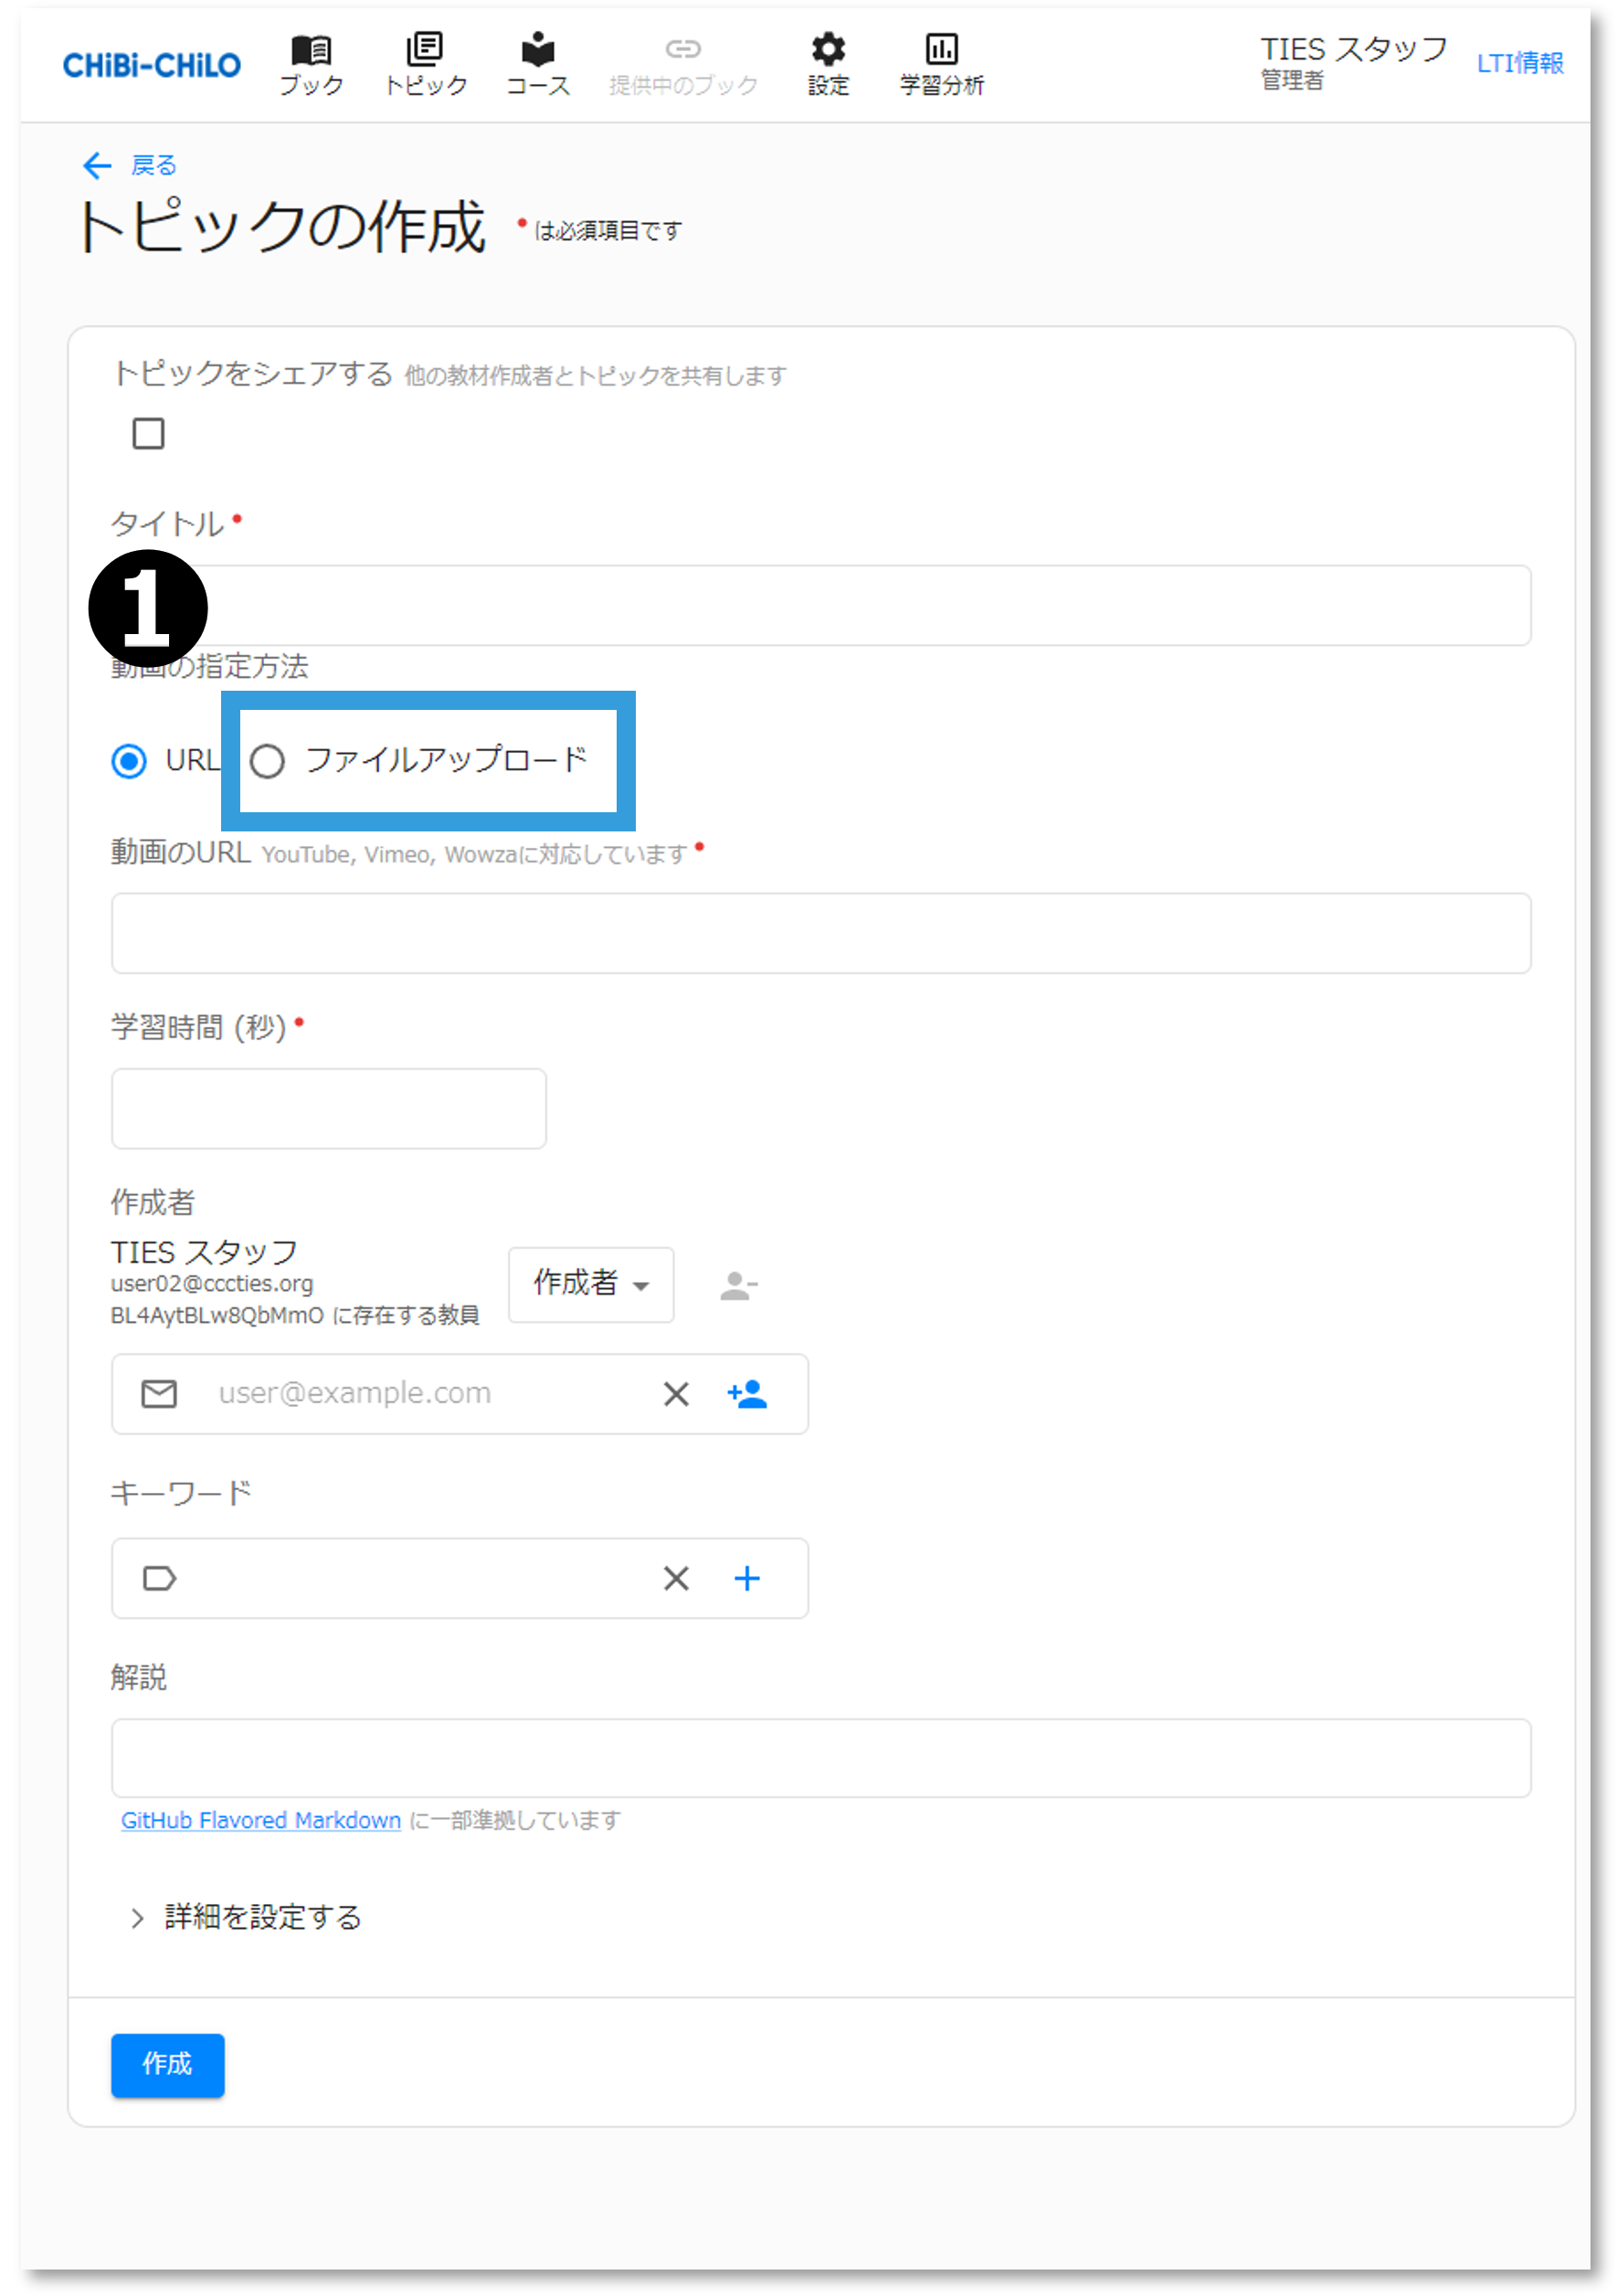 CHiBi-CHiLO
ブック
トピック
コース
提供中のブック
設定
学習分析
TIES スタッフ
管理者
LTI情報
戻る
トピックの作成 • は必須項目です
トピックをシェアする 他の教材作成者とトピックを共有します
タイトル •
1
動画の指定方法
URL
ファイルアップロード
動画のURL YouTube, Vimeo, Wowzaに対応しています •
学習時間 (秒) •
作成者
TIES スタッフ
user02@cccties.org
BL4AytBLw8QbMmO に存在する教員
作成者
user@example.com
キーワード
解説
GitHub Flavored Markdown に一部準拠しています
詳細を設定する
作成